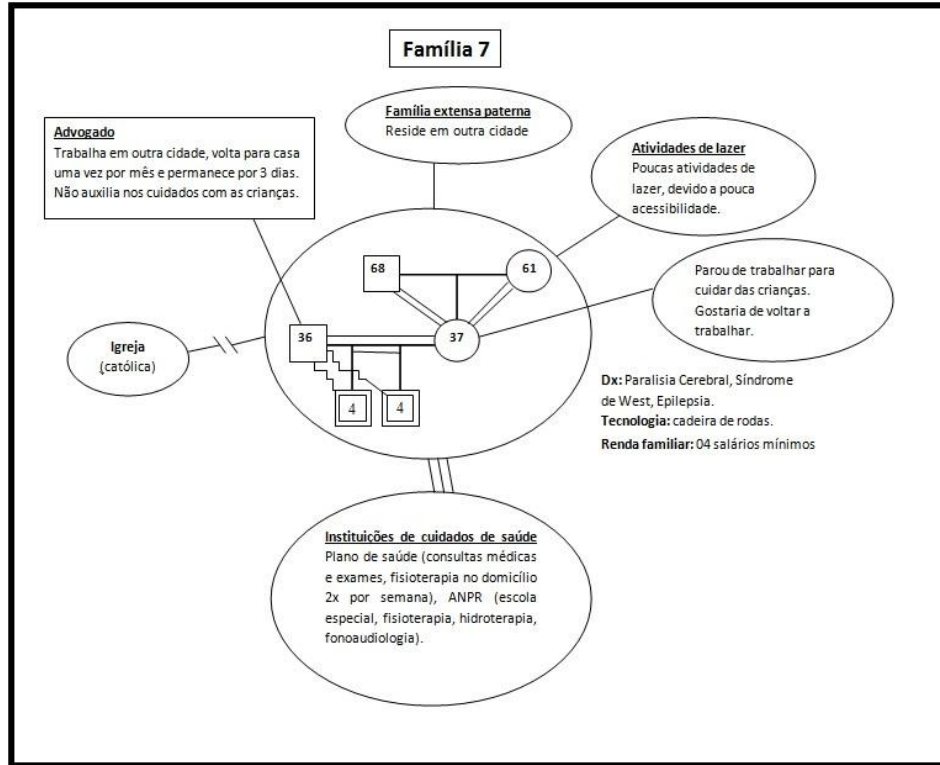 Família 7
Família extensa paterna
Reside em outra cidade
Advogado
Trabalha em outra cidade, volta para casa
uma vez por mês e permanece por 3 dias.
Não auxilia nos cuidados com as crianças.
Atividades de lazer
Poucas atividades de
lazer, devido a pouca
acessibilidade.
68
61
Parou de trabalhar para
cuidar das crianças.
Gostaria de voltar a
trabalhar.
36
37
Igreja
(católica)
4
4
Dx: Paralisia Cerebral, Síndrome
de West, Epilepsia.
Tecnologia: cadeira de rodas.
Renda familiar: 04 salários mínimos
Instituições de cuidados de saúde
Plano de saúde (consultas médicas
e exames, fisioterapia no domicílio
2x por semana), ANPR (escola
especial, fisioterapia, hidroterapia,
fonoaudiologia).